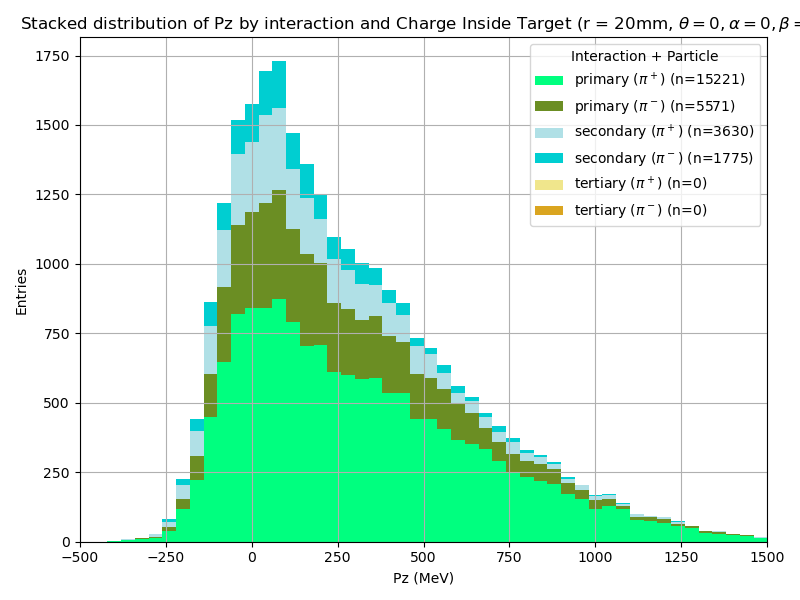 Stacked distribution of Pz by interaction and Charge Inside Target (r = 20mm, θ = 0, α = 0, β =
1750
1500
1250
1000
750
500
250
0
Entries
Interaction + Particle
primary (π⁺) (n=15221)
primary (π⁻) (n=5571)
secondary (π⁺) (n=3630)
secondary (π⁻) (n=1775)
tertiary (π⁺) (n=0)
tertiary (π⁻) (n=0)
−500 −250 0 250 500 750 1000 1250 1500
Pz (MeV)